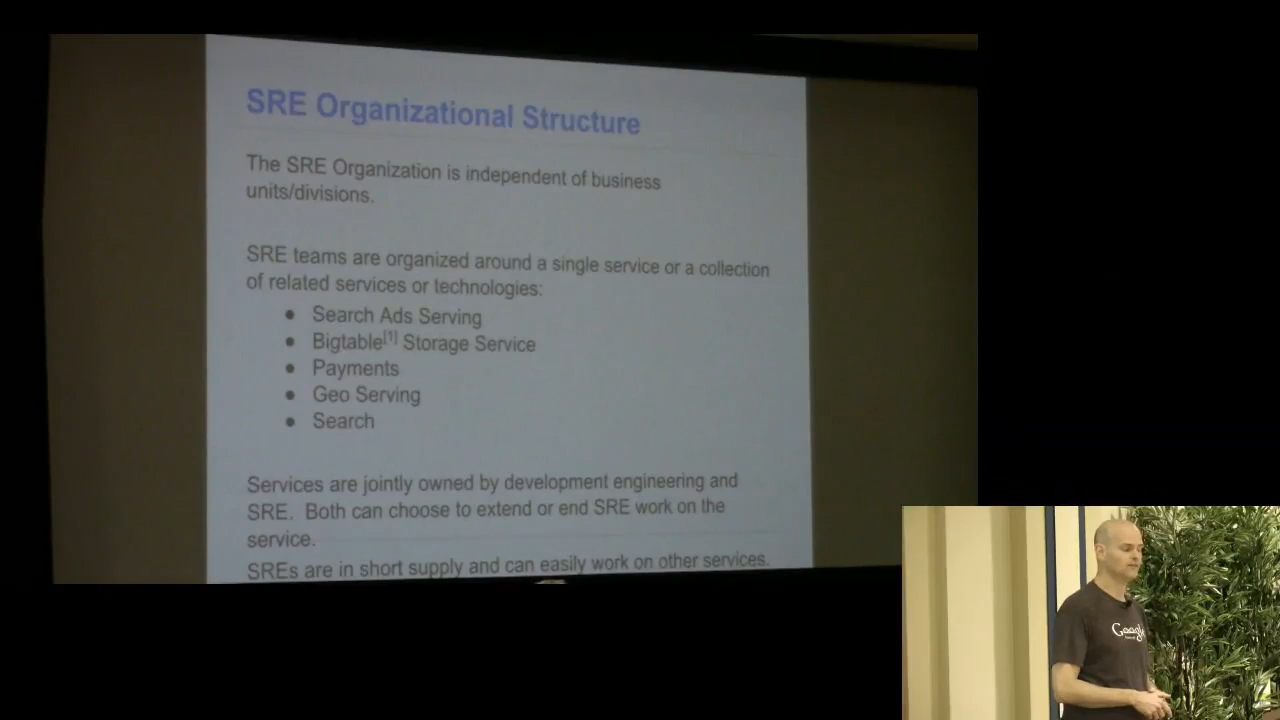 SRE Organizational Structure
The SRE Organization is independent of business
units/divisions.
SRE teams are organized around a single service or a collection
of related services or technologies:
● Search Ads Serving
● Bigtable[1] Storage Service
● Payments
● Geo Serving
● Search
Services are jointly owned by development engineering and
SRE. Both can choose to extend or end SRE work on the
service.
SREs are in short supply and can easily work on other services.
Google